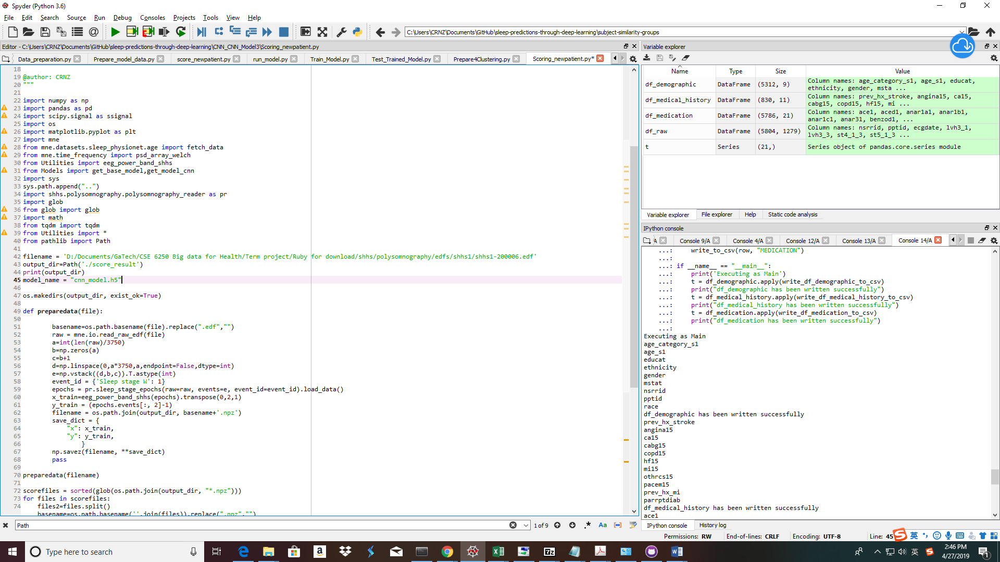 Spyder (Python 3.6)
File Edit Search Source Run Debug Consoles Projects Tools View Help
C:\Users\CRNZ\Documents\GitHub\sleep-predictions-through-deep-learning\subject-similarity-groups
Editor - C:\Users\CRNZ\Documents\GitHub\sleep-predictions-through-deep-learning\CNN_CNN_Model3\Scoring_newpatient.py
Data_preparation.py Prepare_model_data.py score_newpatient.py run_model.py Train_Model.py Test_Trained_Model.py Prepare4Clustering.py Scoring_newpatient.py*
18
19 @author: CRNZ
20 """
21
22 import numpy as np
23 import pandas as pd
24 import scipy.signal as ssignal
25 import os
26 import matplotlib.pyplot as plt
27 import mne
28 from mne.datasets.sleep_physionet.age import fetch_data
29 from mne.time_frequency import psd_array_welch
30 from Utilities import eeg_power_band_shhs
31 from Models import get_base_model,get_model_cnn
32 import sys
33 sys.path.append("..")
34 import shhs.polysomnography.polysomnography_reader as pr
35 import glob
36 from glob import glob
37 import math
38 from tqdm import tqdm
39 from Utilities import *
40 from pathlib import Path
41
42 filename = 'D:/Documents/GaTech/CSE 6250 Big data for Health/Term project/Ruby for download/shhs/polysomnography/edfs/shhs1/shhs1-200006.edf'
43 output_dir=Path('./score_result')
44 print(output_dir)
45 model_name = "cnn_model.h5"
46
47 os.makedirs(output_dir, exist_ok=True)
48
49 def preparedata(file):
50
51 basename=os.path.basename(file).replace(".edf","")
52 raw = mne.io.read_raw_edf(file)
53 a=int(len(raw)/3750)
54 b=np.zeros(a)
55 c=b+1
56 d=np.linspace(0,a*3750,a,endpoint=False,dtype=int)
57 e=np.vstack((d,b,c)).T.astype(int)
58 event_id = {'Sleep stage W': 1}
59 epochs = pr.sleep_stage_epochs(raw=raw, events=e, event_id=event_id).load_data()
60 x_train=eeg_power_band_shhs(epochs).transpose(0,2,1)
61 y_train = (epochs.events[:, 2]-1)
62 filename = os.path.join(output_dir, basename+'.npz')
63 save_dict = {
64 "x": x_train,
65 "y": y_train,
66 }
67 np.savez(filename, **save_dict)
68 pass
69
70 preparedata(filename)
71
72 scorefiles = sorted(glob(os.path.join(output_dir, "*.npz")))
73 for files in scorefiles:
74 files2=files.split()
basename=os.path.basename(''.join(files)).replace(".npz","")
Path 1 of 9 .* Aa
Variable explorer
Name Type Size Value
df_demographic DataFrame (5312, 9) Column names: age_category_s1, age_s1, educat, ethnicity, gender, msta ...
df_medical_history DataFrame (830, 11) Column names: prev_hx_stroke, angina15, ca15, cabg15, copd15, hf15, mi ...
df_medication DataFrame (5786, 21) Column names: ace1, aced1, anar1a1, anar1b1, anar1c1, anar31, benzod1, ...
df_raw DataFrame (5804, 1279) Column names: nsrrid, pptid, ecgdate, lvh3_1, lvh3_3, st4_1_3, st5_1_3 ...
t Series (21,) Series object of pandas.core.series module
Variable explorer File explorer Help Static code analysis
IPython console
A Console 9/A Console 4/A Console 12/A Console 13/A Console 14/A
...: write_to_csv(row, "MEDICATION")
...:
...: if __name__ == "__main__":
...: print('Executing as Main')
...: t = df_demographic.apply(write_df_demographic_to_csv)
...: print("df_demographic has been written successfully")
...: t = df_medical_history.apply(write_df_medical_history_to_csv)
...: print("df_medical_history has been written successfully")
...: t = df_medication.apply(write_df_medication_to_csv)
...: print("df_medication has been written successfully")
...:
Executing as Main
age_category_s1
age_s1
educat
ethnicity
gender
mstat
nsrrid
pptid
race
df_demographic has been written successfully
prev_hx_stroke
angina15
ca15
cabg15
copd15
hf15
mi15
othrcs15
pacem15
prev_hx_mi
parrptdiab
df_medical_history has been written successfully
ace1
IPython console History log
Permissions: RW End-of-lines: CRLF Encoding: UTF-8 Line: 45
英
Type here to search
7z
英
2:46 PM
4/27/2019
1